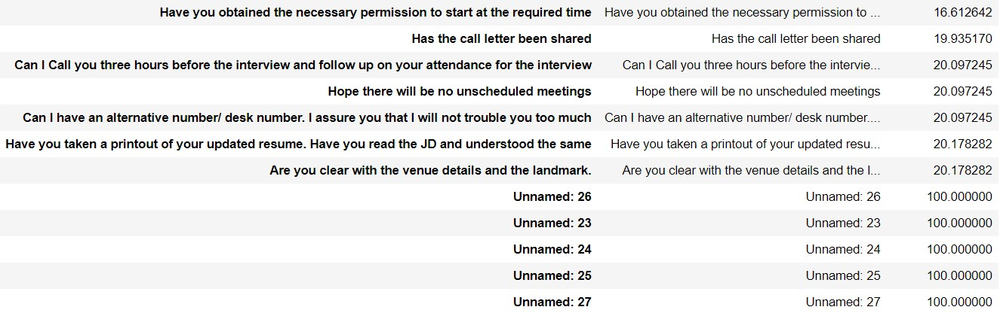 Have you obtained the necessary permission to start at the required time Have you obtained the necessary permission to ... 16.612642
Has the call letter been shared Has the call letter been shared 19.935170
Can I Call you three hours before the interview and follow up on your attendance for the interview Can I Call you three hours before the intervie... 20.097245
Hope there will be no unscheduled meetings Hope there will be no unscheduled meetings 20.097245
Can I have an alternative number/ desk number. I assure you that I will not trouble you too much Can I have an alternative number/ desk number.... 20.097245
Have you taken a printout of your updated resume. Have you read the JD and understood the same Have you taken a printout of your updated resu... 20.178282
Are you clear with the venue details and the landmark. Are you clear with the venue details and the l... 20.178282
Unnamed: 26 Unnamed: 26 100.000000
Unnamed: 23 Unnamed: 23 100.000000
Unnamed: 24 Unnamed: 24 100.000000
Unnamed: 25 Unnamed: 25 100.000000
Unnamed: 27 Unnamed: 27 100.000000